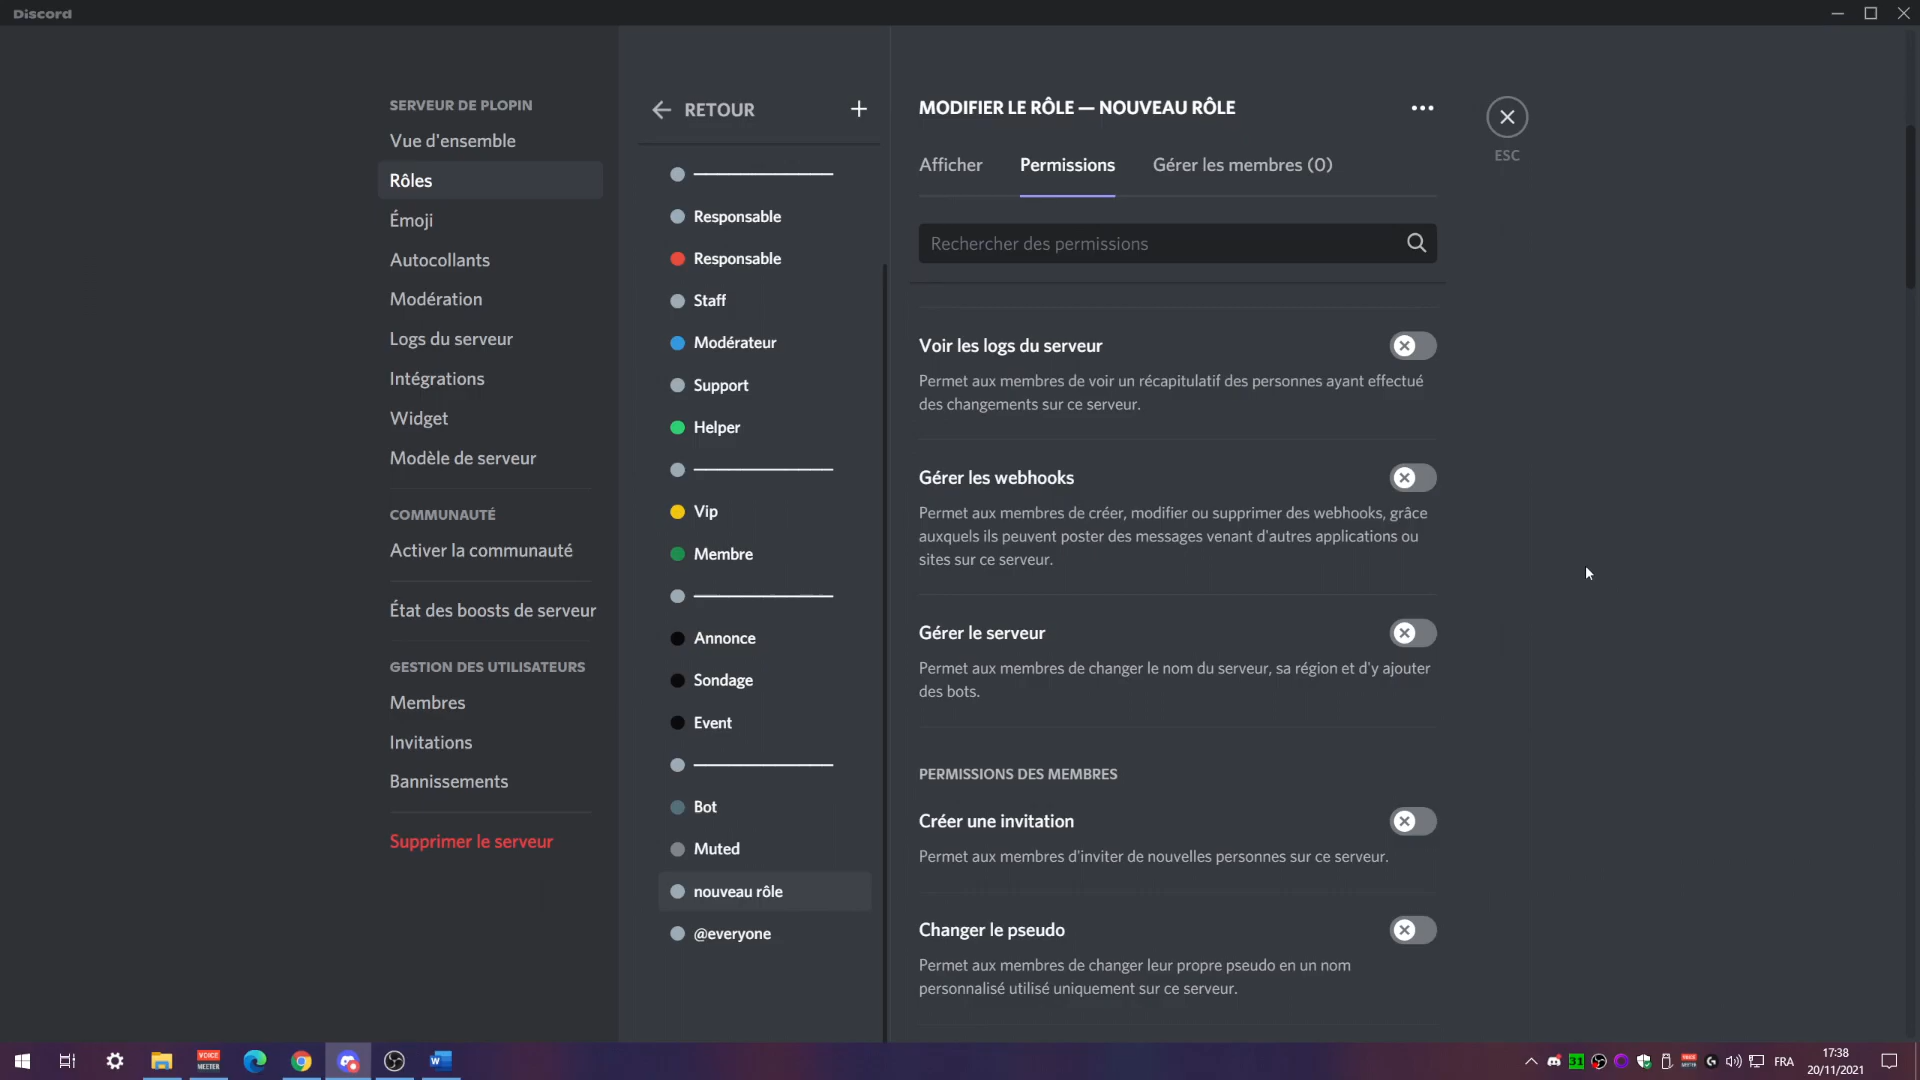 Discord
SERVEUR DE PLOPIN
Vue d'ensemble
Rôles
Émoji
Autocollants
Modération
Logs du serveur
Intégrations
Widget
Modèle de serveur
COMMUNAUTÉ
Activer la communauté
État des boosts de serveur
GESTION DES UTILISATEURS
Membres
Invitations
Bannissements
Supprimer le serveur
RETOUR
Responsable
Responsable
Staff
Modérateur
Support
Helper
Vip
Membre
Annonce
Sondage
Event
Bot
Muted
nouveau rôle
@everyone
MODIFIER LE RÔLE — NOUVEAU RÔLE
ESC
Afficher
Permissions
Gérer les membres (0)
Rechercher des permissions
Voir les logs du serveur
Permet aux membres de voir un récapitulatif des personnes ayant effectué
des changements sur ce serveur.
Gérer les webhooks
Permet aux membres de créer, modifier ou supprimer des webhooks, grâce
auxquels ils peuvent poster des messages venant d'autres applications ou
sites sur ce serveur.
Gérer le serveur
Permet aux membres de changer le nom du serveur, sa région et d'y ajouter
des bots.
PERMISSIONS DES MEMBRES
Créer une invitation
Permet aux membres d'inviter de nouvelles personnes sur ce serveur.
Changer le pseudo
Permet aux membres de changer leur propre pseudo en un nom
personnalisé utilisé uniquement sur ce serveur.
VOICE
MEETER
31
FRA
17:38
20/11/2021